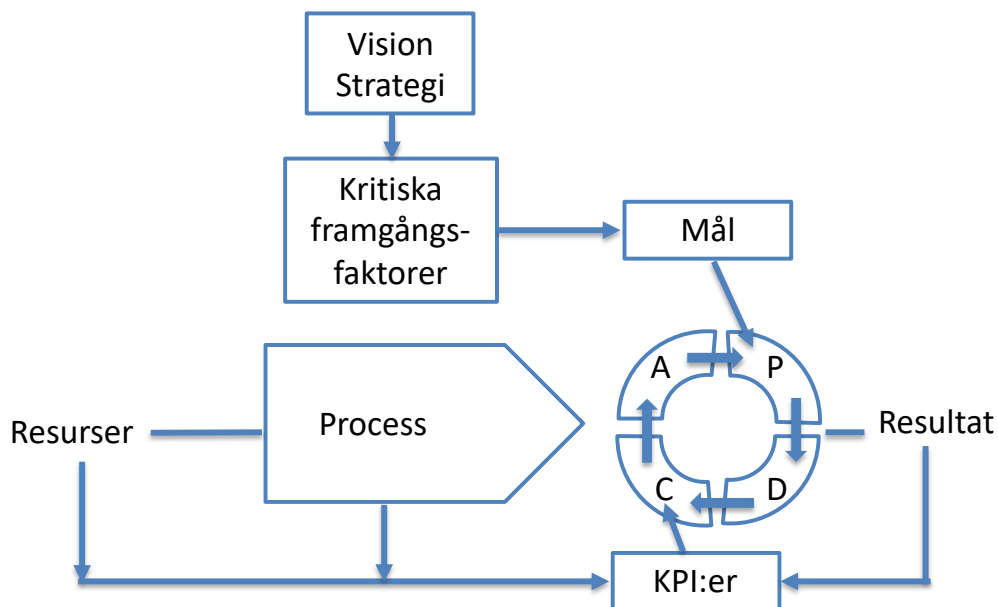 Vision
Strategi
Kritiska
framgångs-
faktorer
Mål
A
P
Resurser
Process
Resultat
C
D
KPI:er